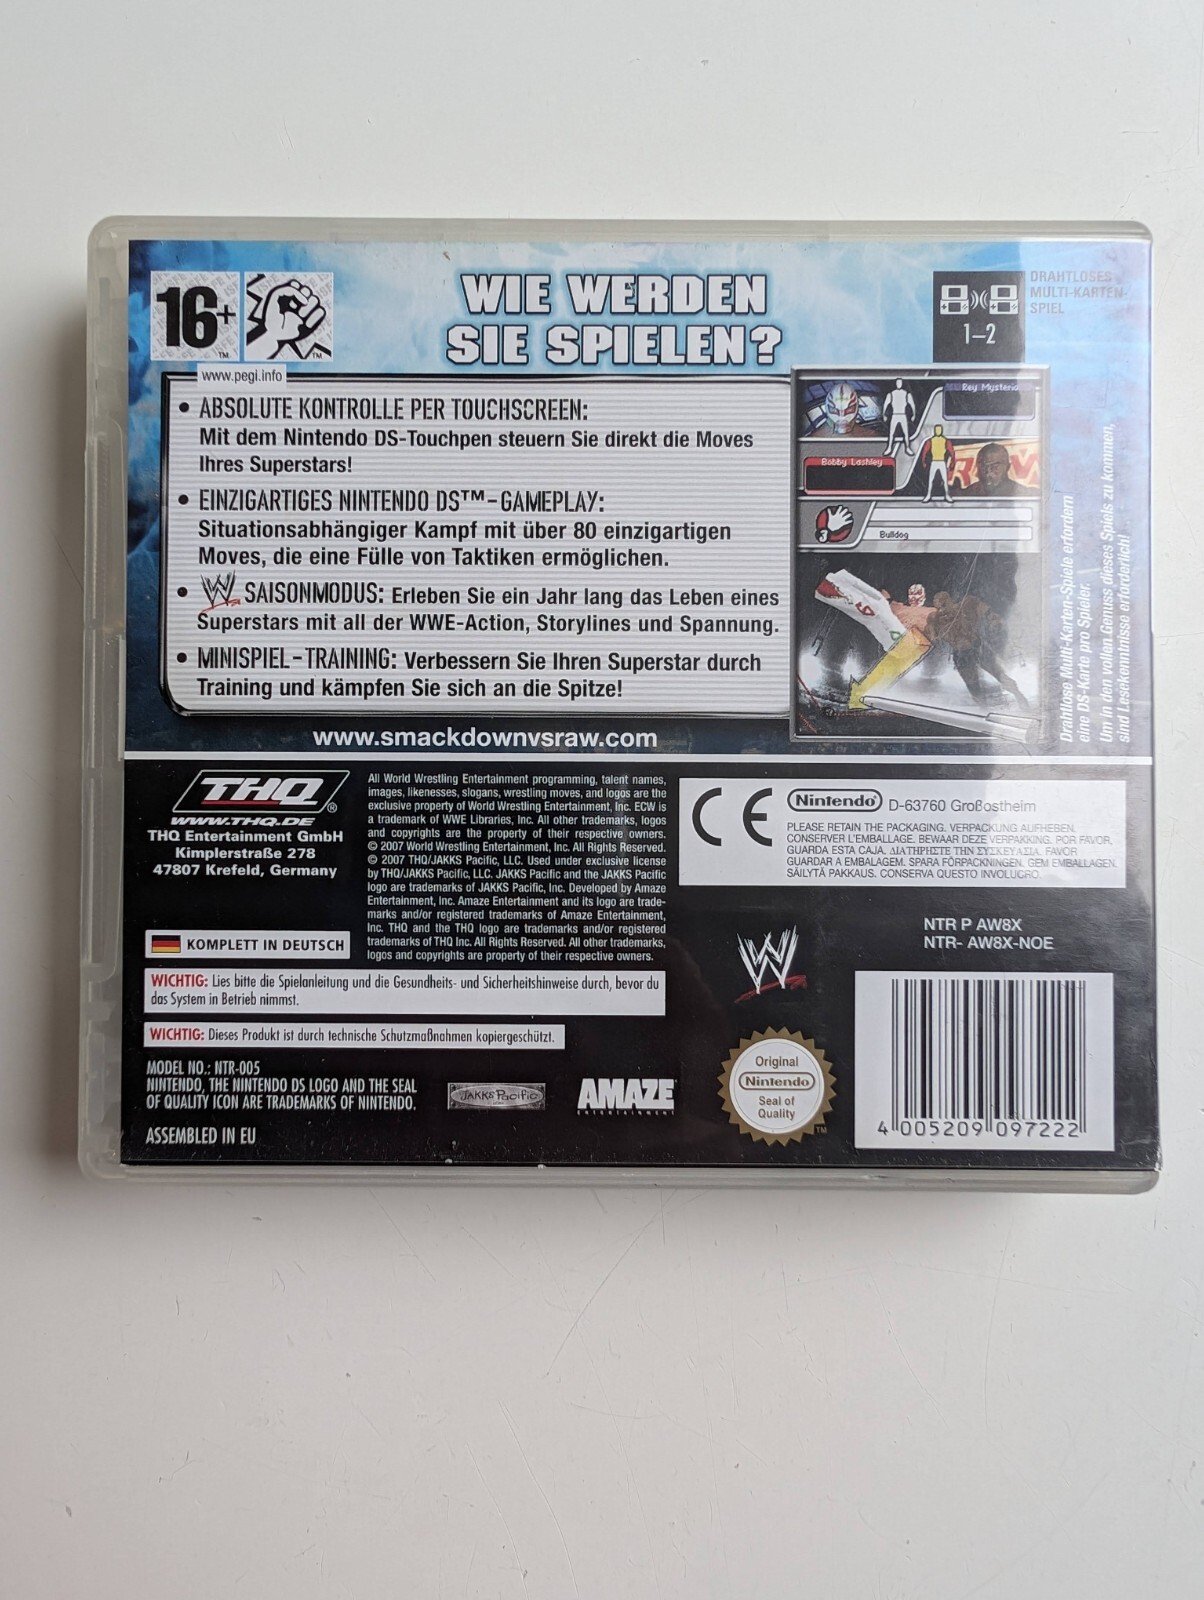 16+
TM
TM
www.pegi.info
WIE WERDEN
SIE SPIELEN?
1–2
DRAHTLOSES
MULTI-KARTEN-
SPIEL
• ABSOLUTE KONTROLLE PER TOUCHSCREEN:
Mit dem Nintendo DS-Touchpen steuern Sie direkt die Moves
Ihres Superstars!
• EINZIGARTIGES NINTENDO DS™-GAMEPLAY:
Situationsabhängiger Kampf mit über 80 einzigartigen
Moves, die eine Fülle von Taktiken ermöglichen.
• W SAISONMODUS: Erleben Sie ein Jahr lang das Leben eines
Superstars mit all der WWE-Action, Storylines und Spannung.
• MINISPIEL-TRAINING: Verbessern Sie Ihren Superstar durch
Training und kämpfen Sie sich an die Spitze!
Rey Mysterio
Bobby Lashley
3
Bulldog
Drahtlose Multi-Karten-Spiele erfordern
eine DS-Karte pro Spieler.
Um in den vollen Genuss dieses Spiels zu kommen,
sind Lesekenntnisse erforderlich!
www.smackdownvsraw.com
THQ®
WWW.THQ.DE
THQ Entertainment GmbH
Kimplerstraße 278
47807 Krefeld, Germany
All World Wrestling Entertainment programming, talent names,
images, likenesses, slogans, wrestling moves, and logos are the
exclusive property of World Wrestling Entertainment, Inc. ECW is
a trademark of WWE Libraries, Inc. All other trademarks, logos
and copyrights are the property of their respective owners.
© 2007 World Wrestling Entertainment, Inc. All Rights Reserved.
© 2007 THQ/JAKKS Pacific, LLC. Used under exclusive license
by THQ/JAKKS Pacific, LLC. JAKKS Pacific and the JAKKS Pacific
logo are trademarks of JAKKS Pacific, Inc. Developed by Amaze
Entertainment, Inc. Amaze Entertainment and its logo are trade-
marks and/or registered trademarks of Amaze Entertainment,
Inc. THQ and the THQ logo are trademarks and/or registered
trademarks of THQ Inc. All Rights Reserved. All other trademarks,
logos and copyrights are property of their respective owners.
CE
Nintendo® D-63760 Großostheim
PLEASE RETAIN THE PACKAGING. VERPACKUNG AUFHEBEN.
CONSERVER L'EMBALLAGE. BEWAAR DEZE VERPAKKING. POR FAVOR,
GUARDA ESTA CAJA. ΔΙΑΤΗΡΗΣΤΕ ΤΗΝ ΣΥΣΚΕΥΑΣΙΑ. FAVOR
GUARDAR A EMBALAGEM. SPARA FÖRPACKNINGEN. GEM EMBALLAGEN.
SÄILYTÄ PAKKAUS. CONSERVA QUESTO INVOLUCRO.
KOMPLETT IN DEUTSCH
WICHTIG: Lies bitte die Spielanleitung und die Gesundheits- und Sicherheitshinweise durch, bevor du
das System in Betrieb nimmst.
WICHTIG: Dieses Produkt ist durch technische Schutzmaßnahmen kopiergeschützt.
MODEL NO.: NTR-005
NINTENDO, THE NINTENDO DS LOGO AND THE SEAL
OF QUALITY ICON ARE TRADEMARKS OF NINTENDO.
ASSEMBLED IN EU
JAKKS Pacific
AMAZE
ENTERTAINMENT
W
Original
Nintendo
Seal of
Quality
TM
NTR P AW8X
NTR- AW8X-NOE
4 005209 097222